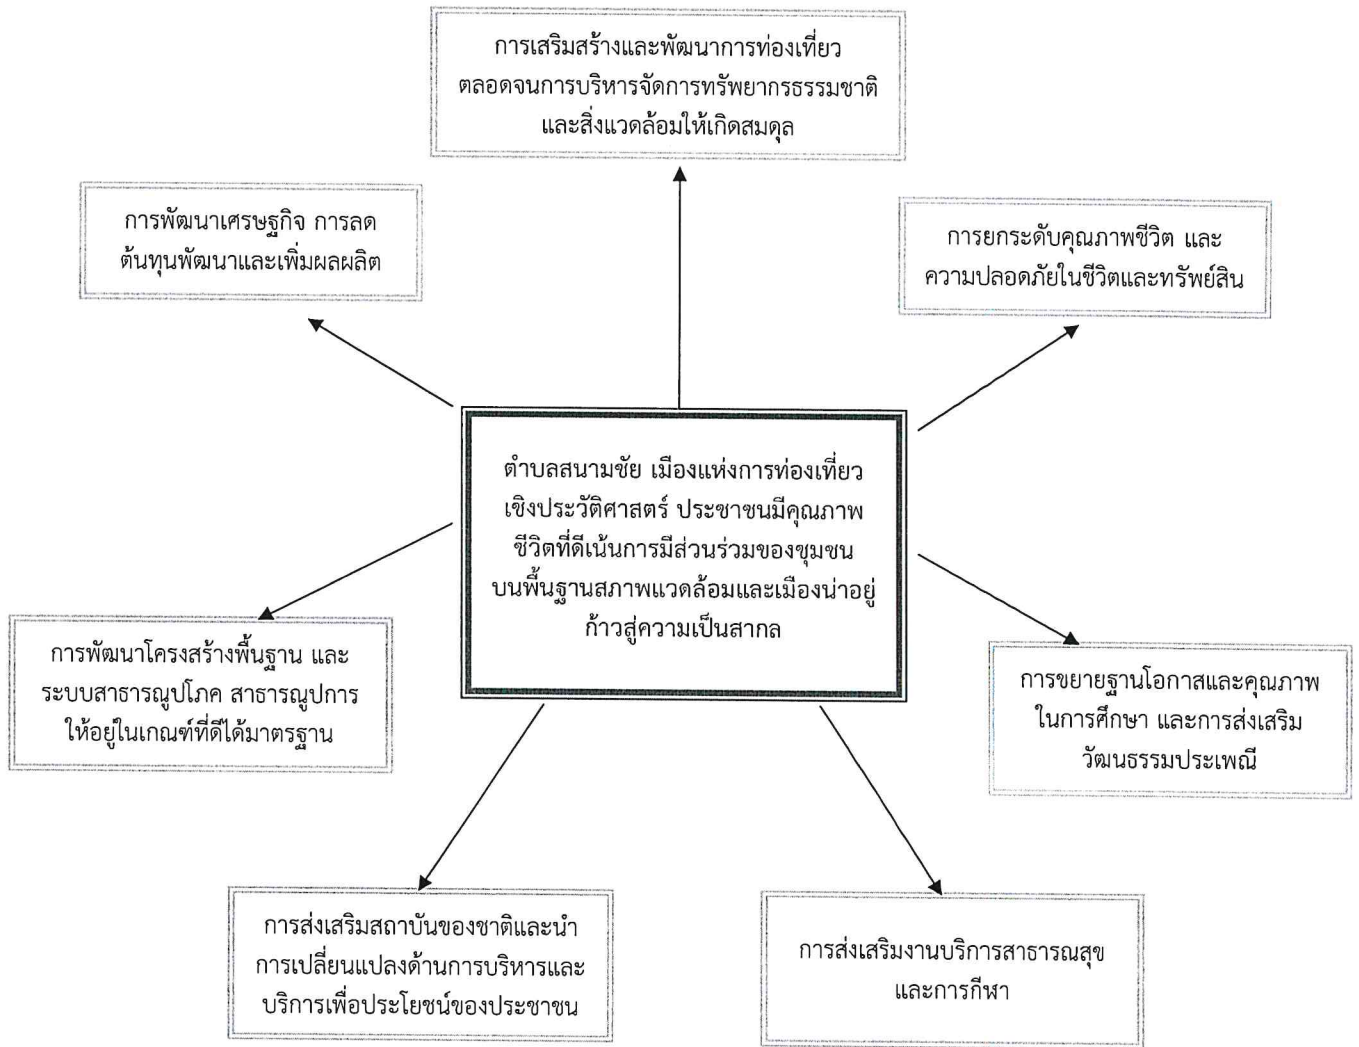 การเสริมสร้างและพัฒนาการท่องเที่ยว
ตลอดจนการบริหารจัดการทรัพยากรธรรมชาติ
และสิ่งแวดล้อมให้เกิดสมดุล
การพัฒนาเศรษฐกิจ การลด
ต้นทุนพัฒนาและเพิ่มผลผลิต
การยกระดับคุณภาพชีวิต และ
ความปลอดภัยในชีวิตและทรัพย์สิน
ตำบลสนามชัย เมืองแห่งการท่องเที่ยว
เชิงประวัติศาสตร์ ประชาชนมีคุณภาพ
ชีวิตที่ดีเน้นการมีส่วนร่วมของชุมชน
บนพื้นฐานสภาพแวดล้อมและเมืองน่าอยู่
ก้าวสู่ความเป็นสากล
การพัฒนาโครงสร้างพื้นฐาน และ
ระบบสาธารณูปโภค สาธารณูปการ
ให้อยู่ในเกณฑ์ที่ดีได้มาตรฐาน
การขยายฐานโอกาสและคุณภาพ
ในการศึกษา และการส่งเสริม
วัฒนธรรมประเพณี
การส่งเสริมสถาบันของชาติและนำ
การเปลี่ยนแปลงด้านการบริหารและ
บริการเพื่อประโยชน์ของประชาชน
การส่งเสริมงานบริการสาธารณสุข
และการกีฬา